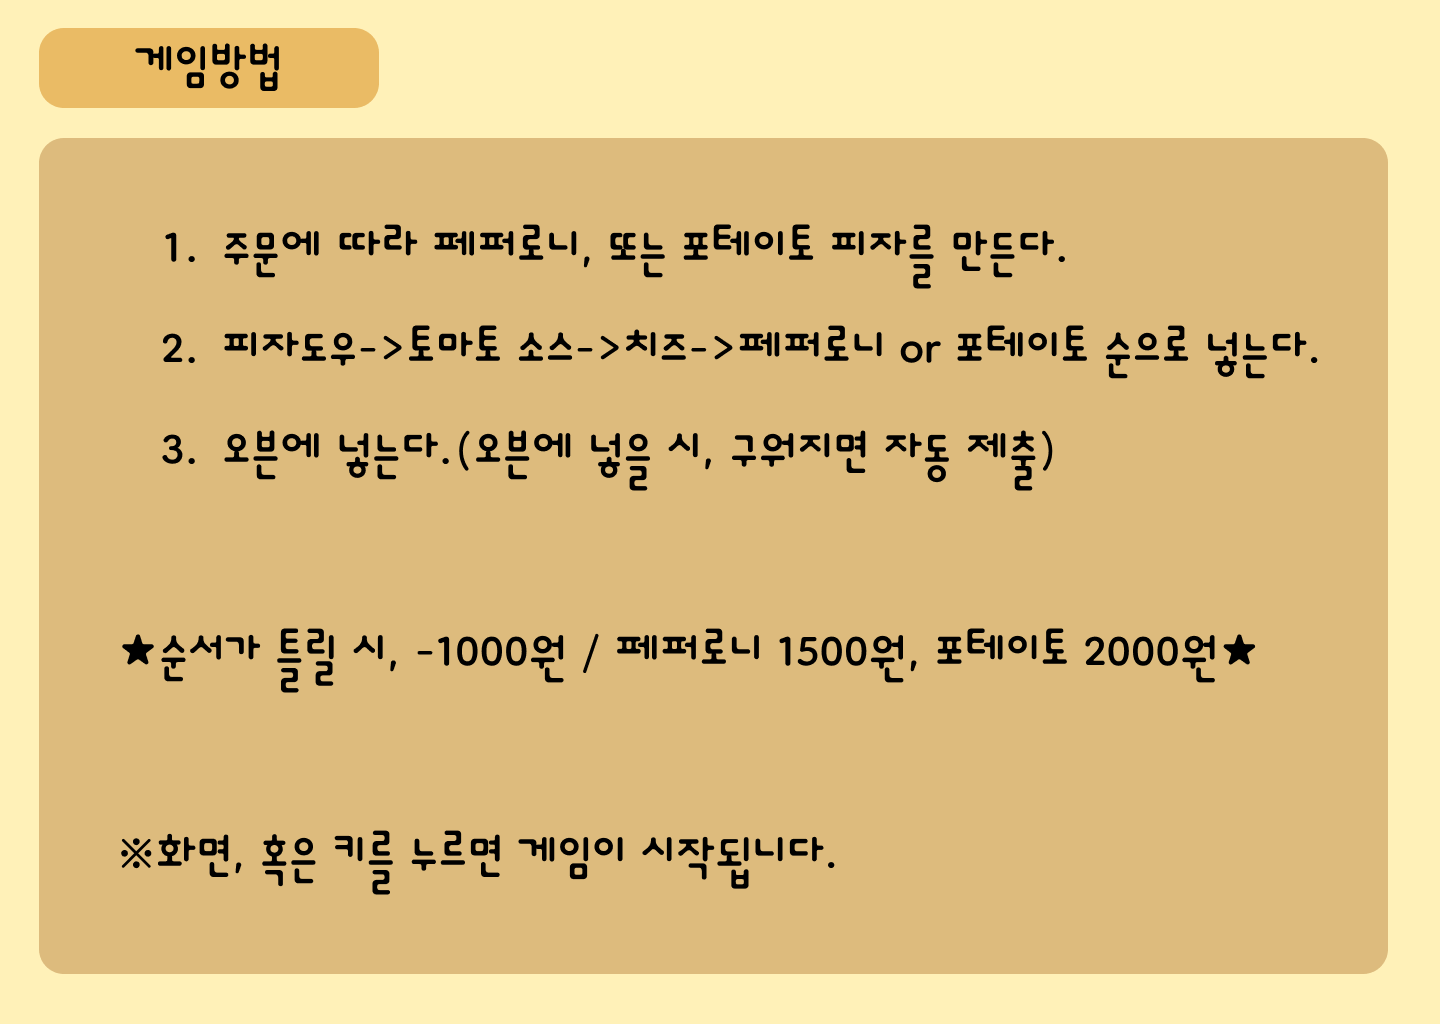 게임방법
1. 주문에 따라 페퍼로니, 또는 포테이토 피자를 만든다.
2. 피자도우->토마토 소스->치즈->페퍼로니 or 포테이토 순으로 넣는다.
3. 오븐에 넣는다.(오븐에 넣을 시, 구워지면 자동 제출)
★순서가 틀릴 시, -1000원 / 페퍼로니 1500원, 포테이토 2000원★
※화면, 혹은 키를 누르면 게임이 시작됩니다.